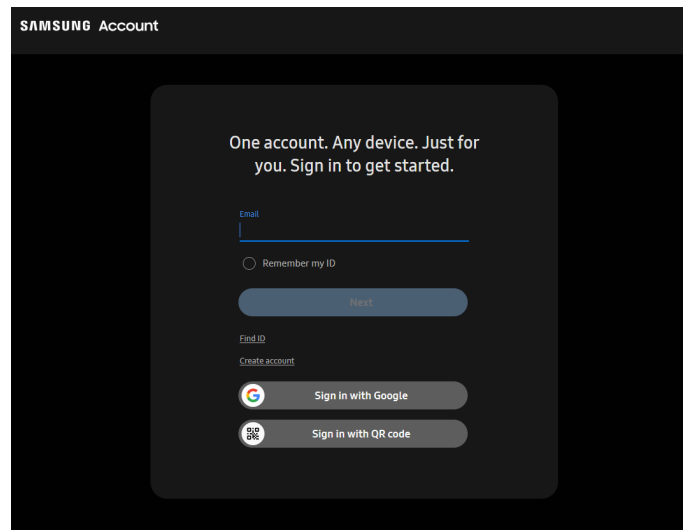 SAMSUNG Account
One account. Any device. Just for
you. Sign in to get started.
Email
Remember my ID
Next
Find ID
Create account
Sign in with Google
Sign in with QR code